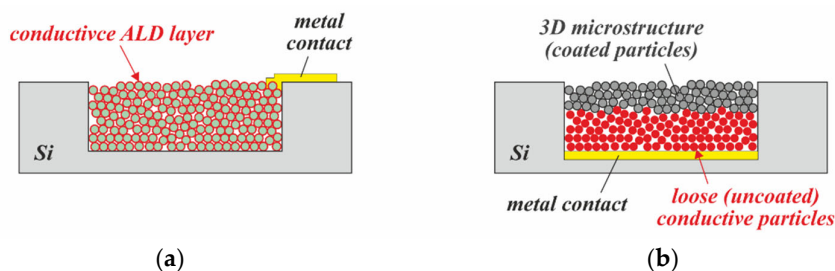 conductivce ALD layer
metal
contact
Si
(a)
3D microstructure
(coated particles)
Si
metal contact
loose (uncoated)
conductive particles
(b)